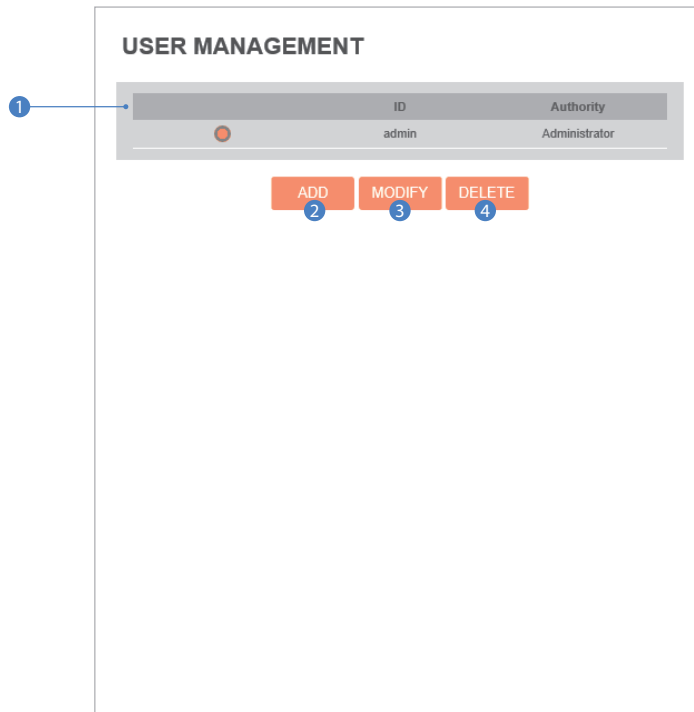 USER MANAGEMENT
1
ID Authority
admin Administrator
ADD MODIFY DELETE
2 3 4